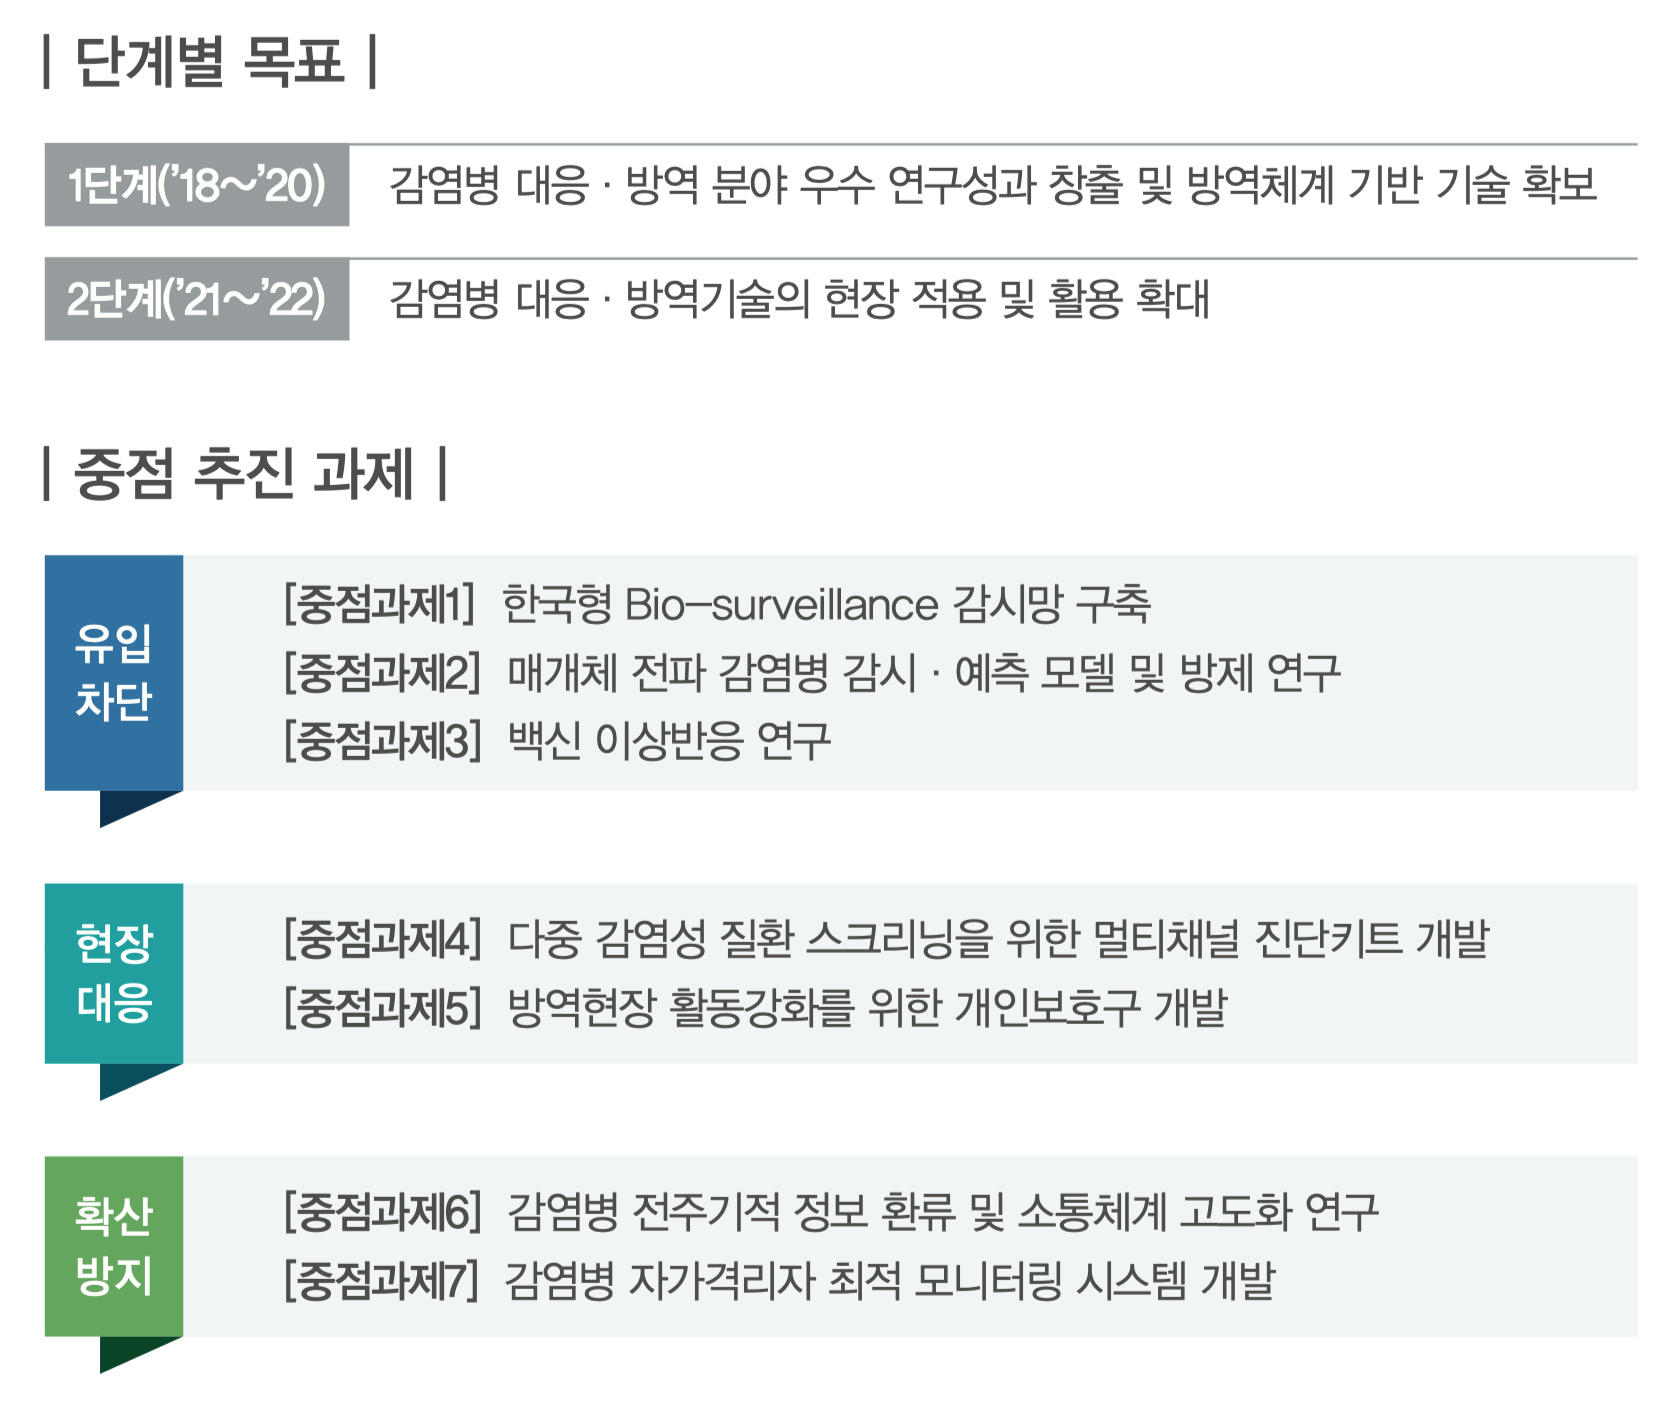 | 단계별 목표 |
1단계(’18～’20) 감염병 대응 · 방역 분야 우수 연구성과 창출 및 방역체계 기반 기술 확보
2단계(’21～’22) 감염병 대응 · 방역기술의 현장 적용 및 활용 확대
| 중점 추진 과제 |
유입
차단
[중점과제1] 한국형 Bio–surveillance 감시망 구축
[중점과제2] 매개체 전파 감염병 감시 · 예측 모델 및 방제 연구
[중점과제3] 백신 이상반응 연구
현장
대응
[중점과제4] 다중 감염성 질환 스크리닝을 위한 멀티채널 진단키트 개발
[중점과제5] 방역현장 활동강화를 위한 개인보호구 개발
확산
방지
[중점과제6] 감염병 전주기적 정보 환류 및 소통체계 고도화 연구
[중점과제7] 감염병 자가격리자 최적 모니터링 시스템 개발